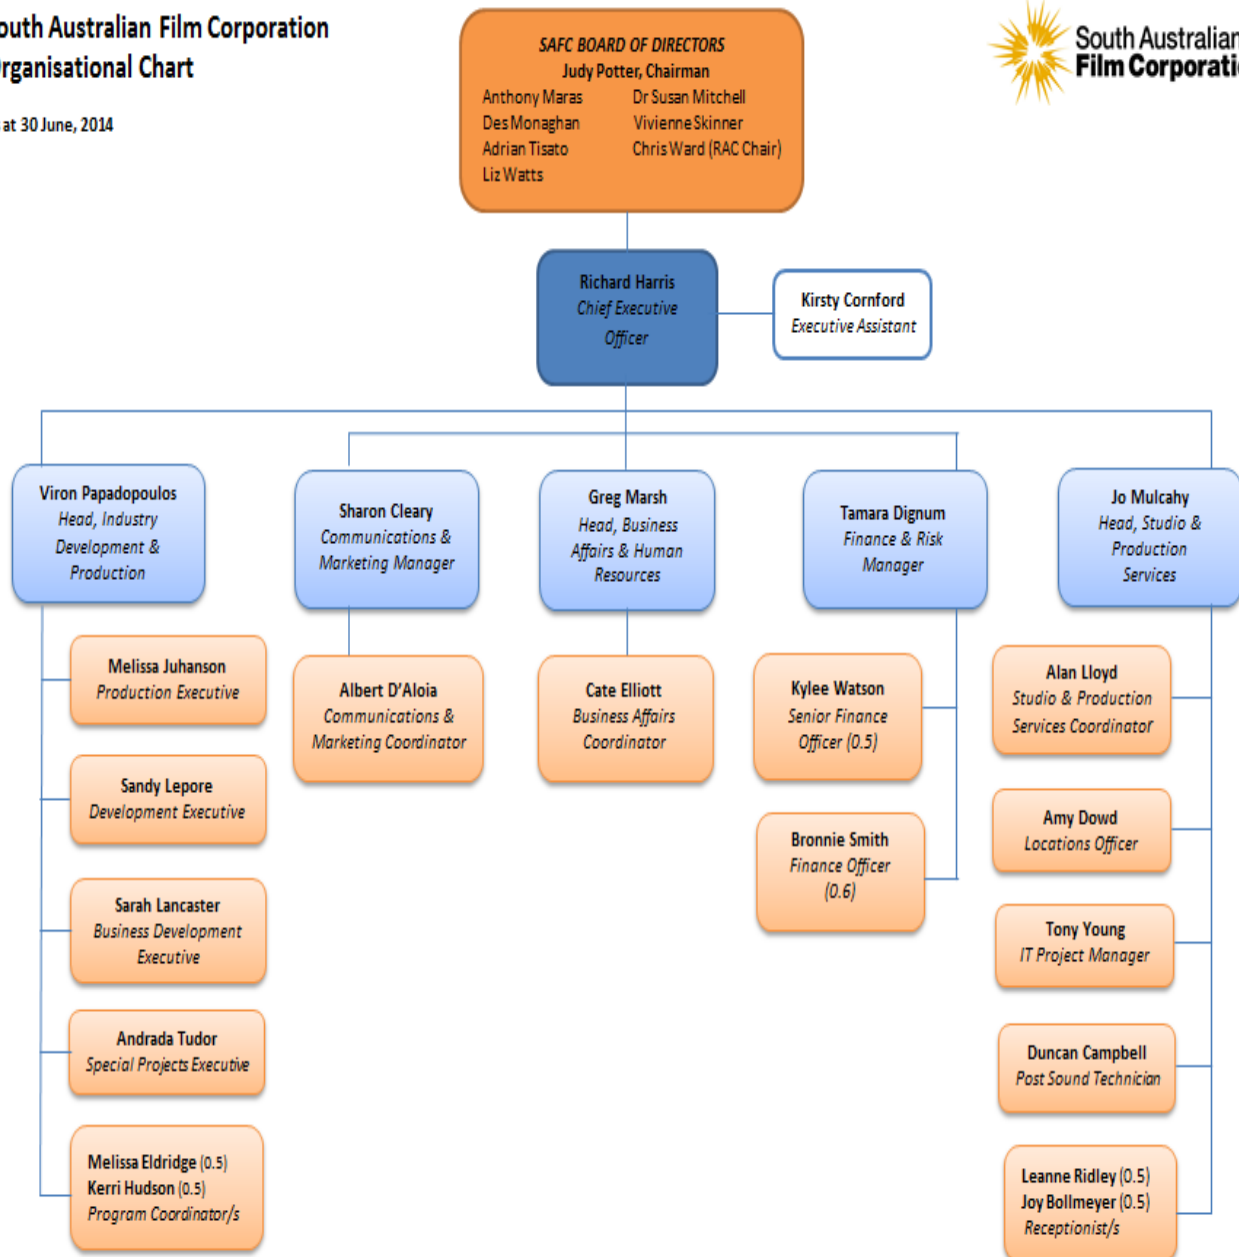 outh Australian Film Corporation
rganisational Chart
at 30 June, 2014
SAFC BOARD OF DIRECTORS
Judy Potter, Chairman
Anthony Maras Dr Susan Mitchell
Des Monaghan Vivienne Skinner
Adrian Tisato Chris Ward (RAC Chair)
Liz Watts
South Australian
Film Corporatio
Richard Harris
Chief Executive
Officer
Kirsty Cornford
Executive Assistant
Viron Papadopoulos
Head, Industry
Development &
Production
Sharon Cleary
Communications &
Marketing Manager
Greg Marsh
Head, Business
Affairs & Human
Resources
Tamara Dignum
Finance & Risk
Manager
Jo Mulcahy
Head, Studio &
Production
Services
Melissa Juhanson
Production Executive
Sandy Lepore
Development Executive
Sarah Lancaster
Business Development
Executive
Andrada Tudor
Special Projects Executive
Melissa Eldridge (0.5)
Kerri Hudson (0.5)
Program Coordinator/s
Albert D'Aloia
Communications &
Marketing Coordinator
Cate Elliott
Business Affairs
Coordinator
Kylee Watson
Senior Finance
Officer (0.5)
Bronnie Smith
Finance Officer
(0.6)
Alan Lloyd
Studio & Production
Services Coordinator
Amy Dowd
Locations Officer
Tony Young
IT Project Manager
Duncan Campbell
Post Sound Technician
Leanne Ridley (0.5)
Joy Bollmeyer (0.5)
Receptionist/s